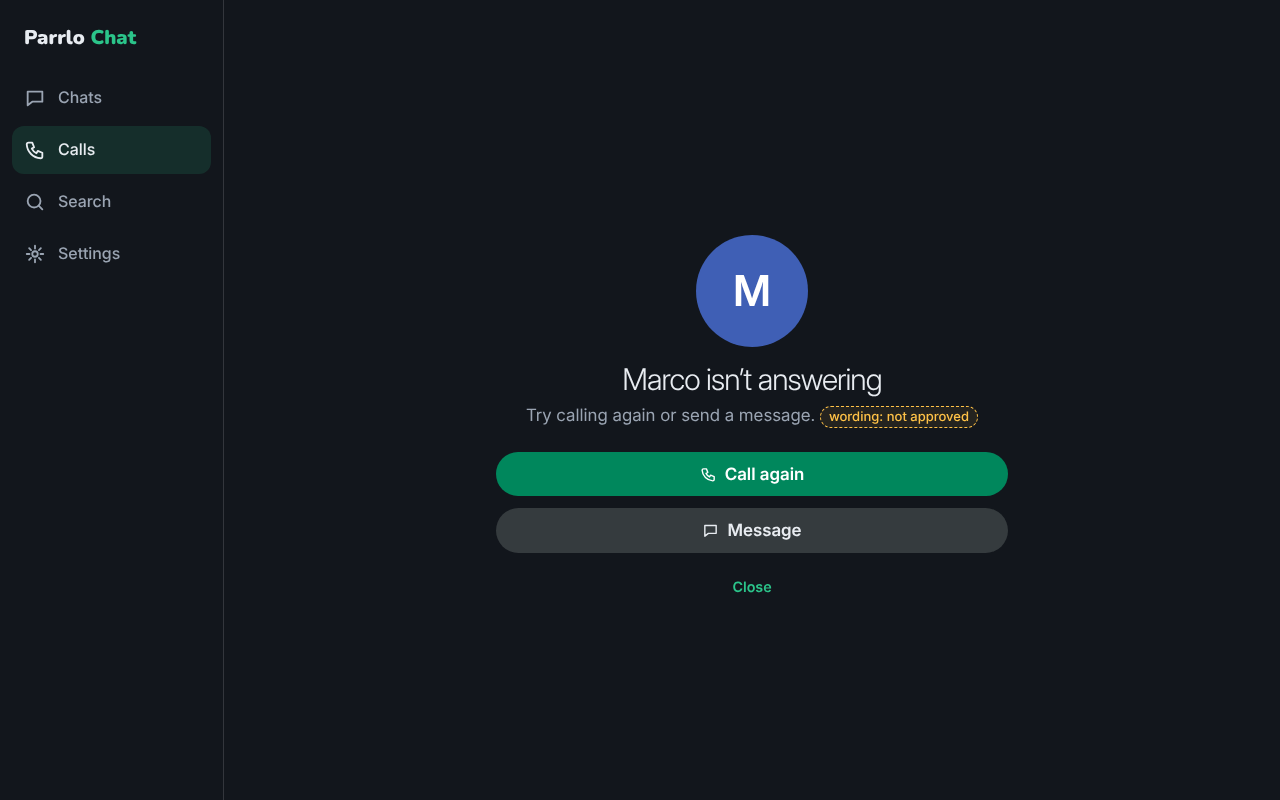 Parrlo Chat
Chats
Calls
Search
Settings
M
Marco isn’t answering
Try calling again or send a message. wording: not approved
Call again
Message
Close